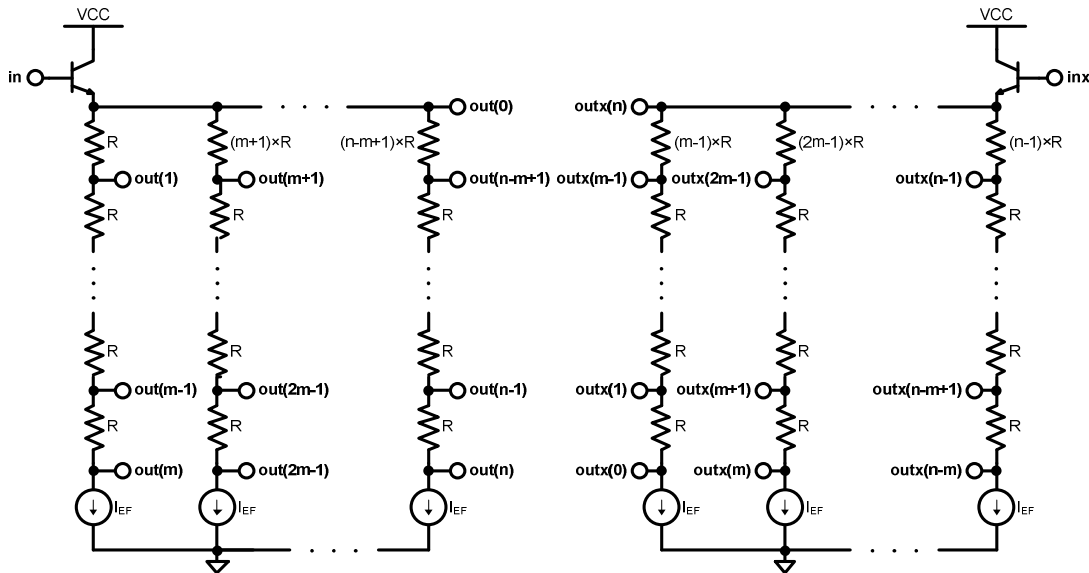 VCC VCC
in inx
out(0) outx(n)
R (m+1)×R (n-m+1)×R (m-1)×R (2m-1)×R (n-1)×R
out(1) out(m+1) out(n-m+1) outx(m-1) outx(2m-1) outx(n-1)
R R R R R R
R R R R R R
out(m-1) out(2m-1) out(n-1) outx(1) outx(m+1) outx(n-m+1)
R R R R R R
out(m) out(2m-1) out(n) outx(0) outx(m) outx(n-m)
IEF IEF IEF IEF IEF IEF